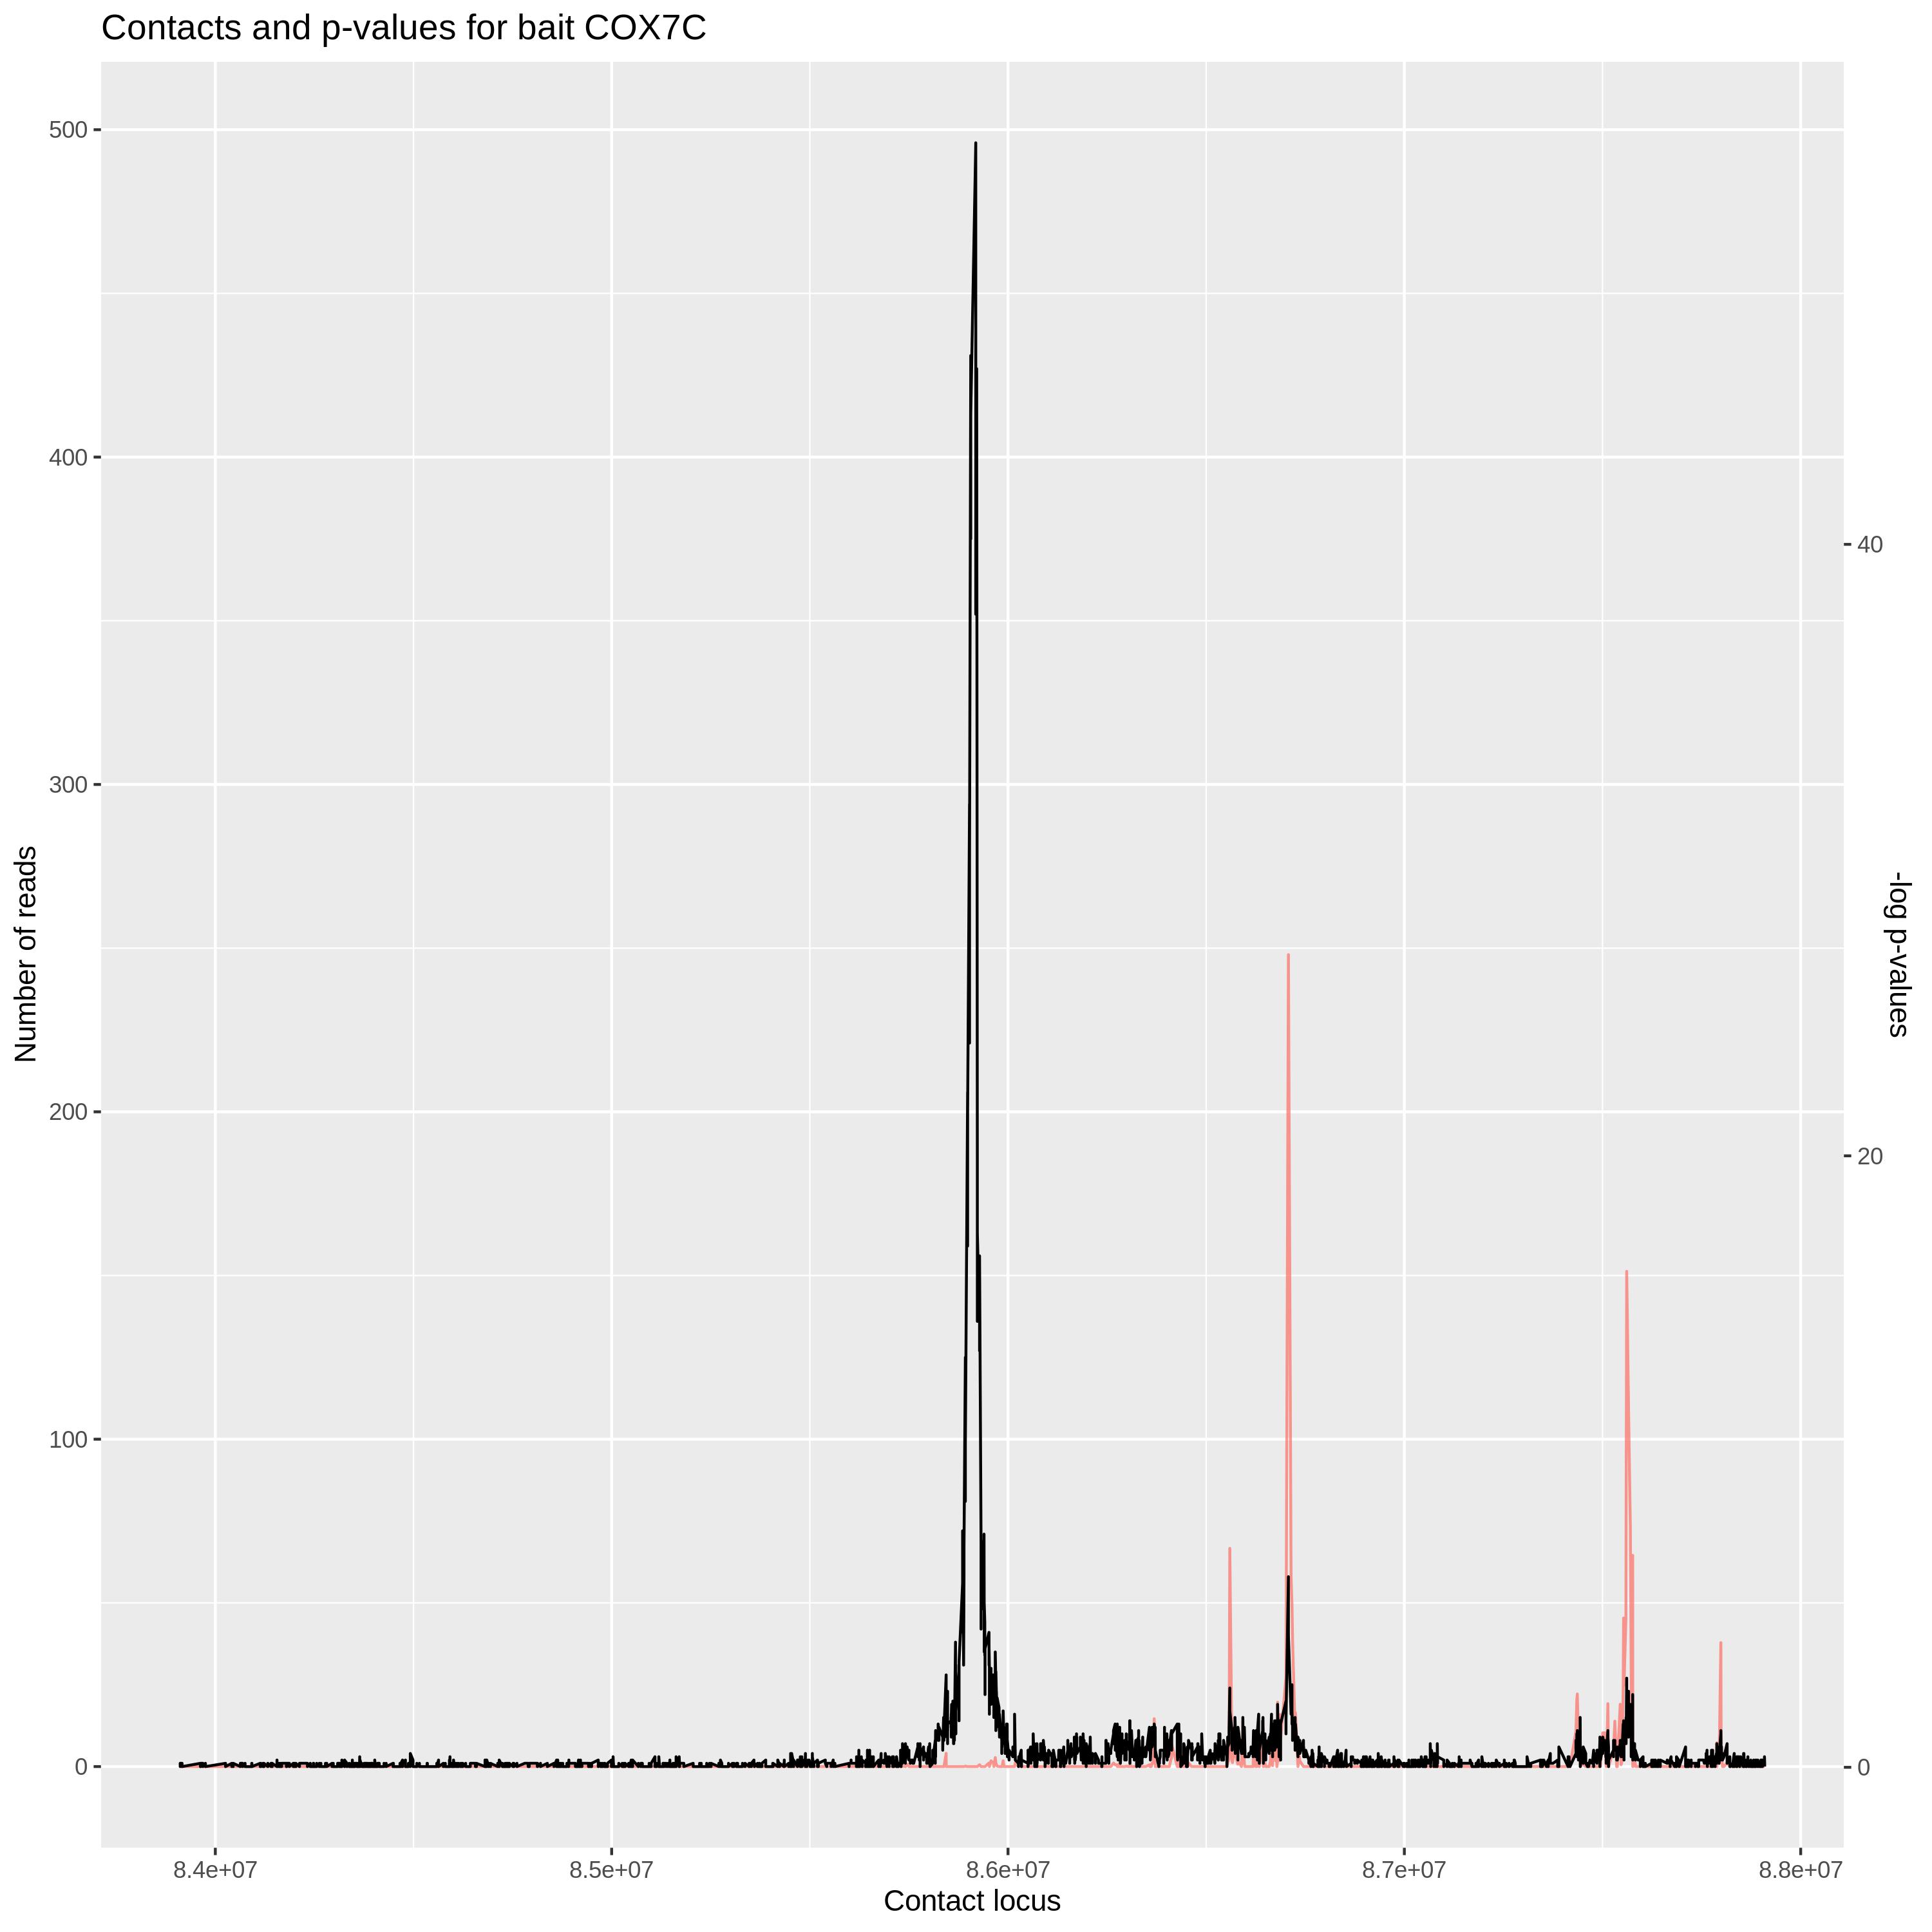 Contacts and p-values for bait COX7C
500
400
300
200
100
0
Number of reads
40
20
0
-log p-values
8.4e+07
8.5e+07
8.6e+07
8.7e+07
8.8e+07
Contact locus